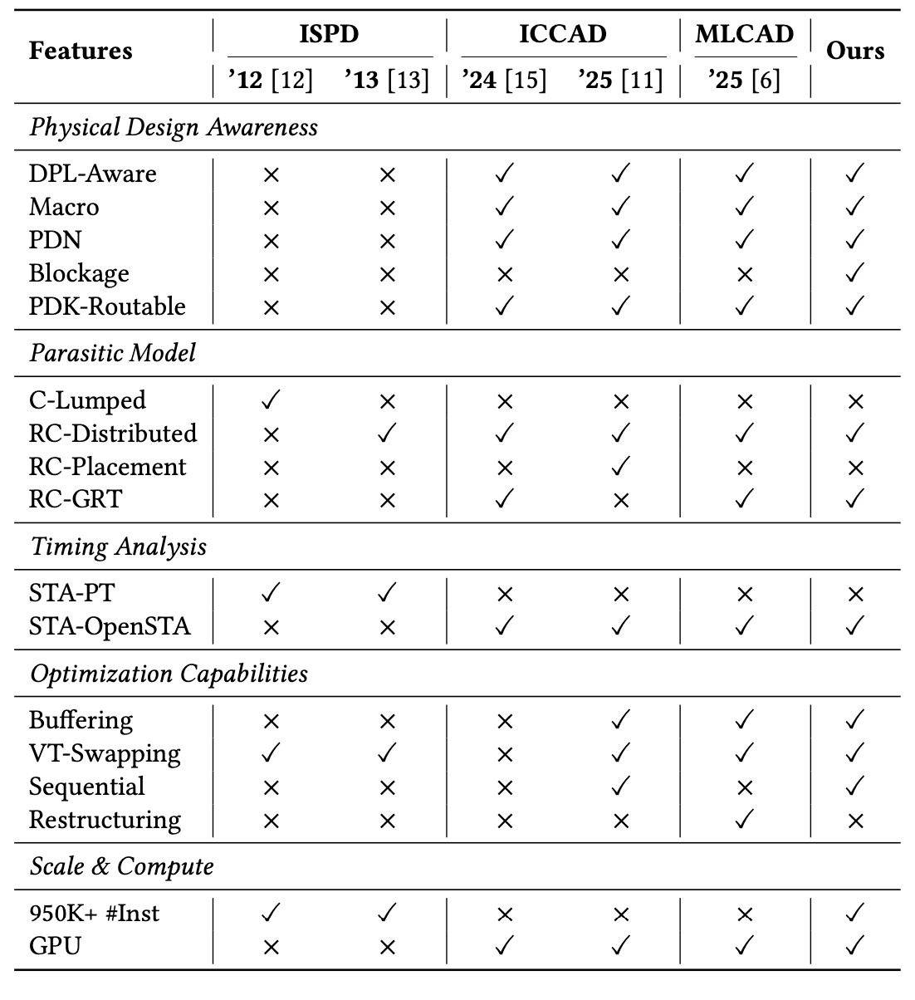 Features ISPD ICCAD MLCAD Ours
’12 [12] ’13 [13] ’24 [15] ’25 [11] ’25 [6]
Physical Design Awareness
DPL-Aware × × ✓ ✓ ✓ ✓
Macro × × ✓ ✓ ✓ ✓
PDN × × ✓ ✓ ✓ ✓
Blockage × × × × × ✓
PDK-Routable × × ✓ ✓ ✓ ✓
Parasitic Model
C-Lumped ✓ × × × × ×
RC-Distributed × ✓ ✓ ✓ ✓ ✓
RC-Placement × × × ✓ × ×
RC-GRT × × ✓ × ✓ ✓
Timing Analysis
STA-PT ✓ ✓ × × × ×
STA-OpenSTA × × ✓ ✓ ✓ ✓
Optimization Capabilities
Buffering × × × ✓ ✓ ✓
VT-Swapping ✓ ✓ × ✓ ✓ ✓
Sequential × × × ✓ × ✓
Restructuring × × × × ✓ ×
Scale & Compute
950K+ #Inst ✓ ✓ × × × ✓
GPU × × ✓ ✓ ✓ ✓